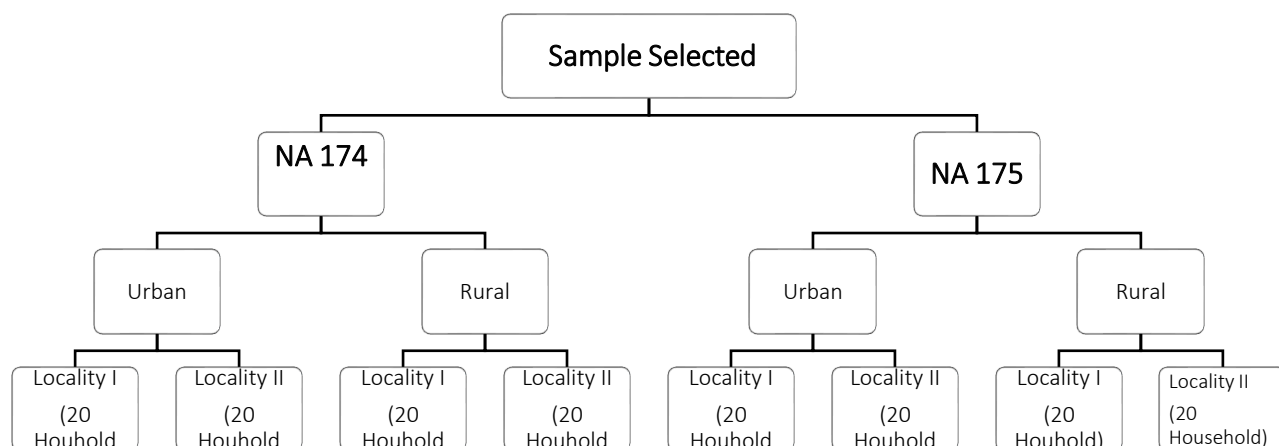 Sample Selected
NA 174
NA 175
Urban
Rural
Urban
Rural
Locality I
(20
Houhold
Locality II
(20
Houhold
Locality I
(20
Houhold
Locality II
(20
Houhold
Locality I
(20
Houhold
Locality II
(20
Houhold
Locality I
(20
Houhold)
Locality II
(20
Household)